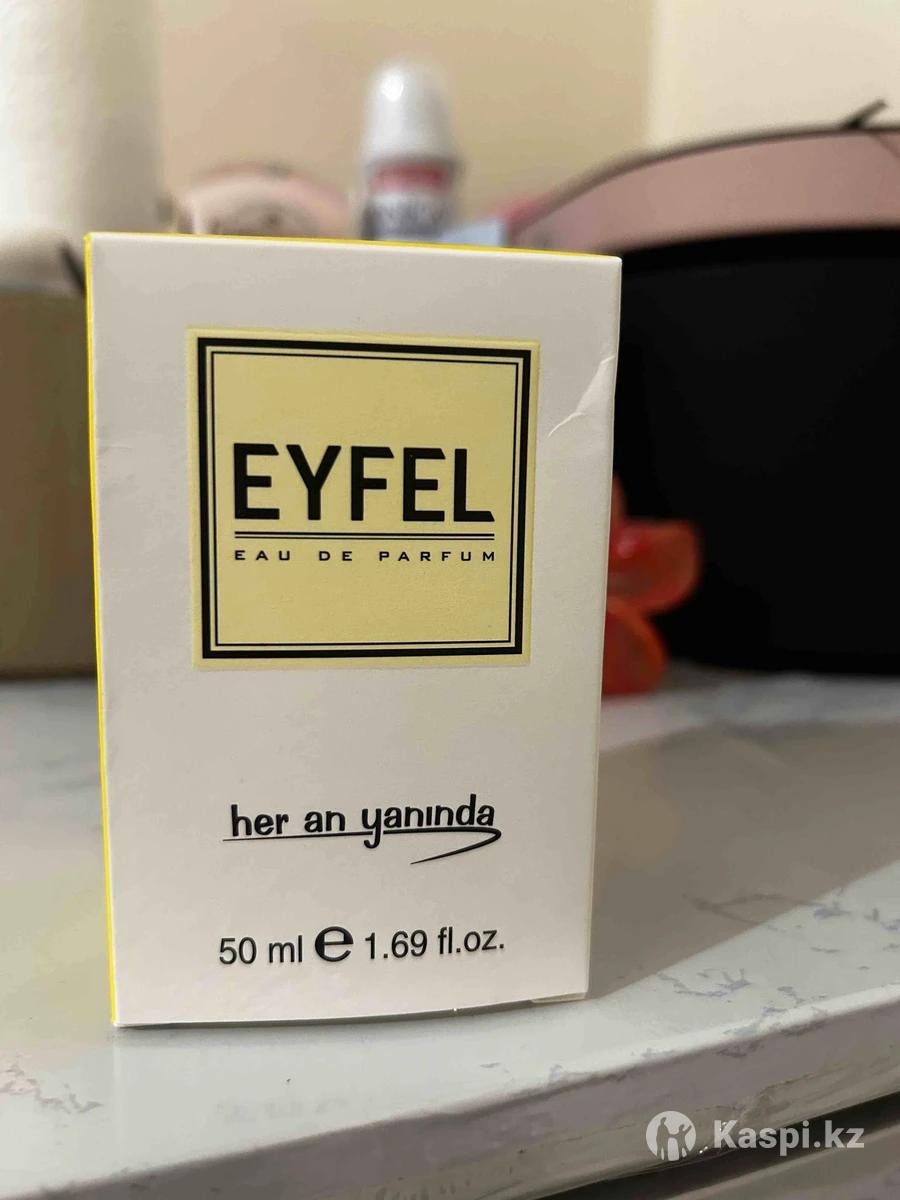 EYFEL
EAU DE PARFUM
her an yanında
50 ml e 1.69 fl.oz.
Kaspi.kz